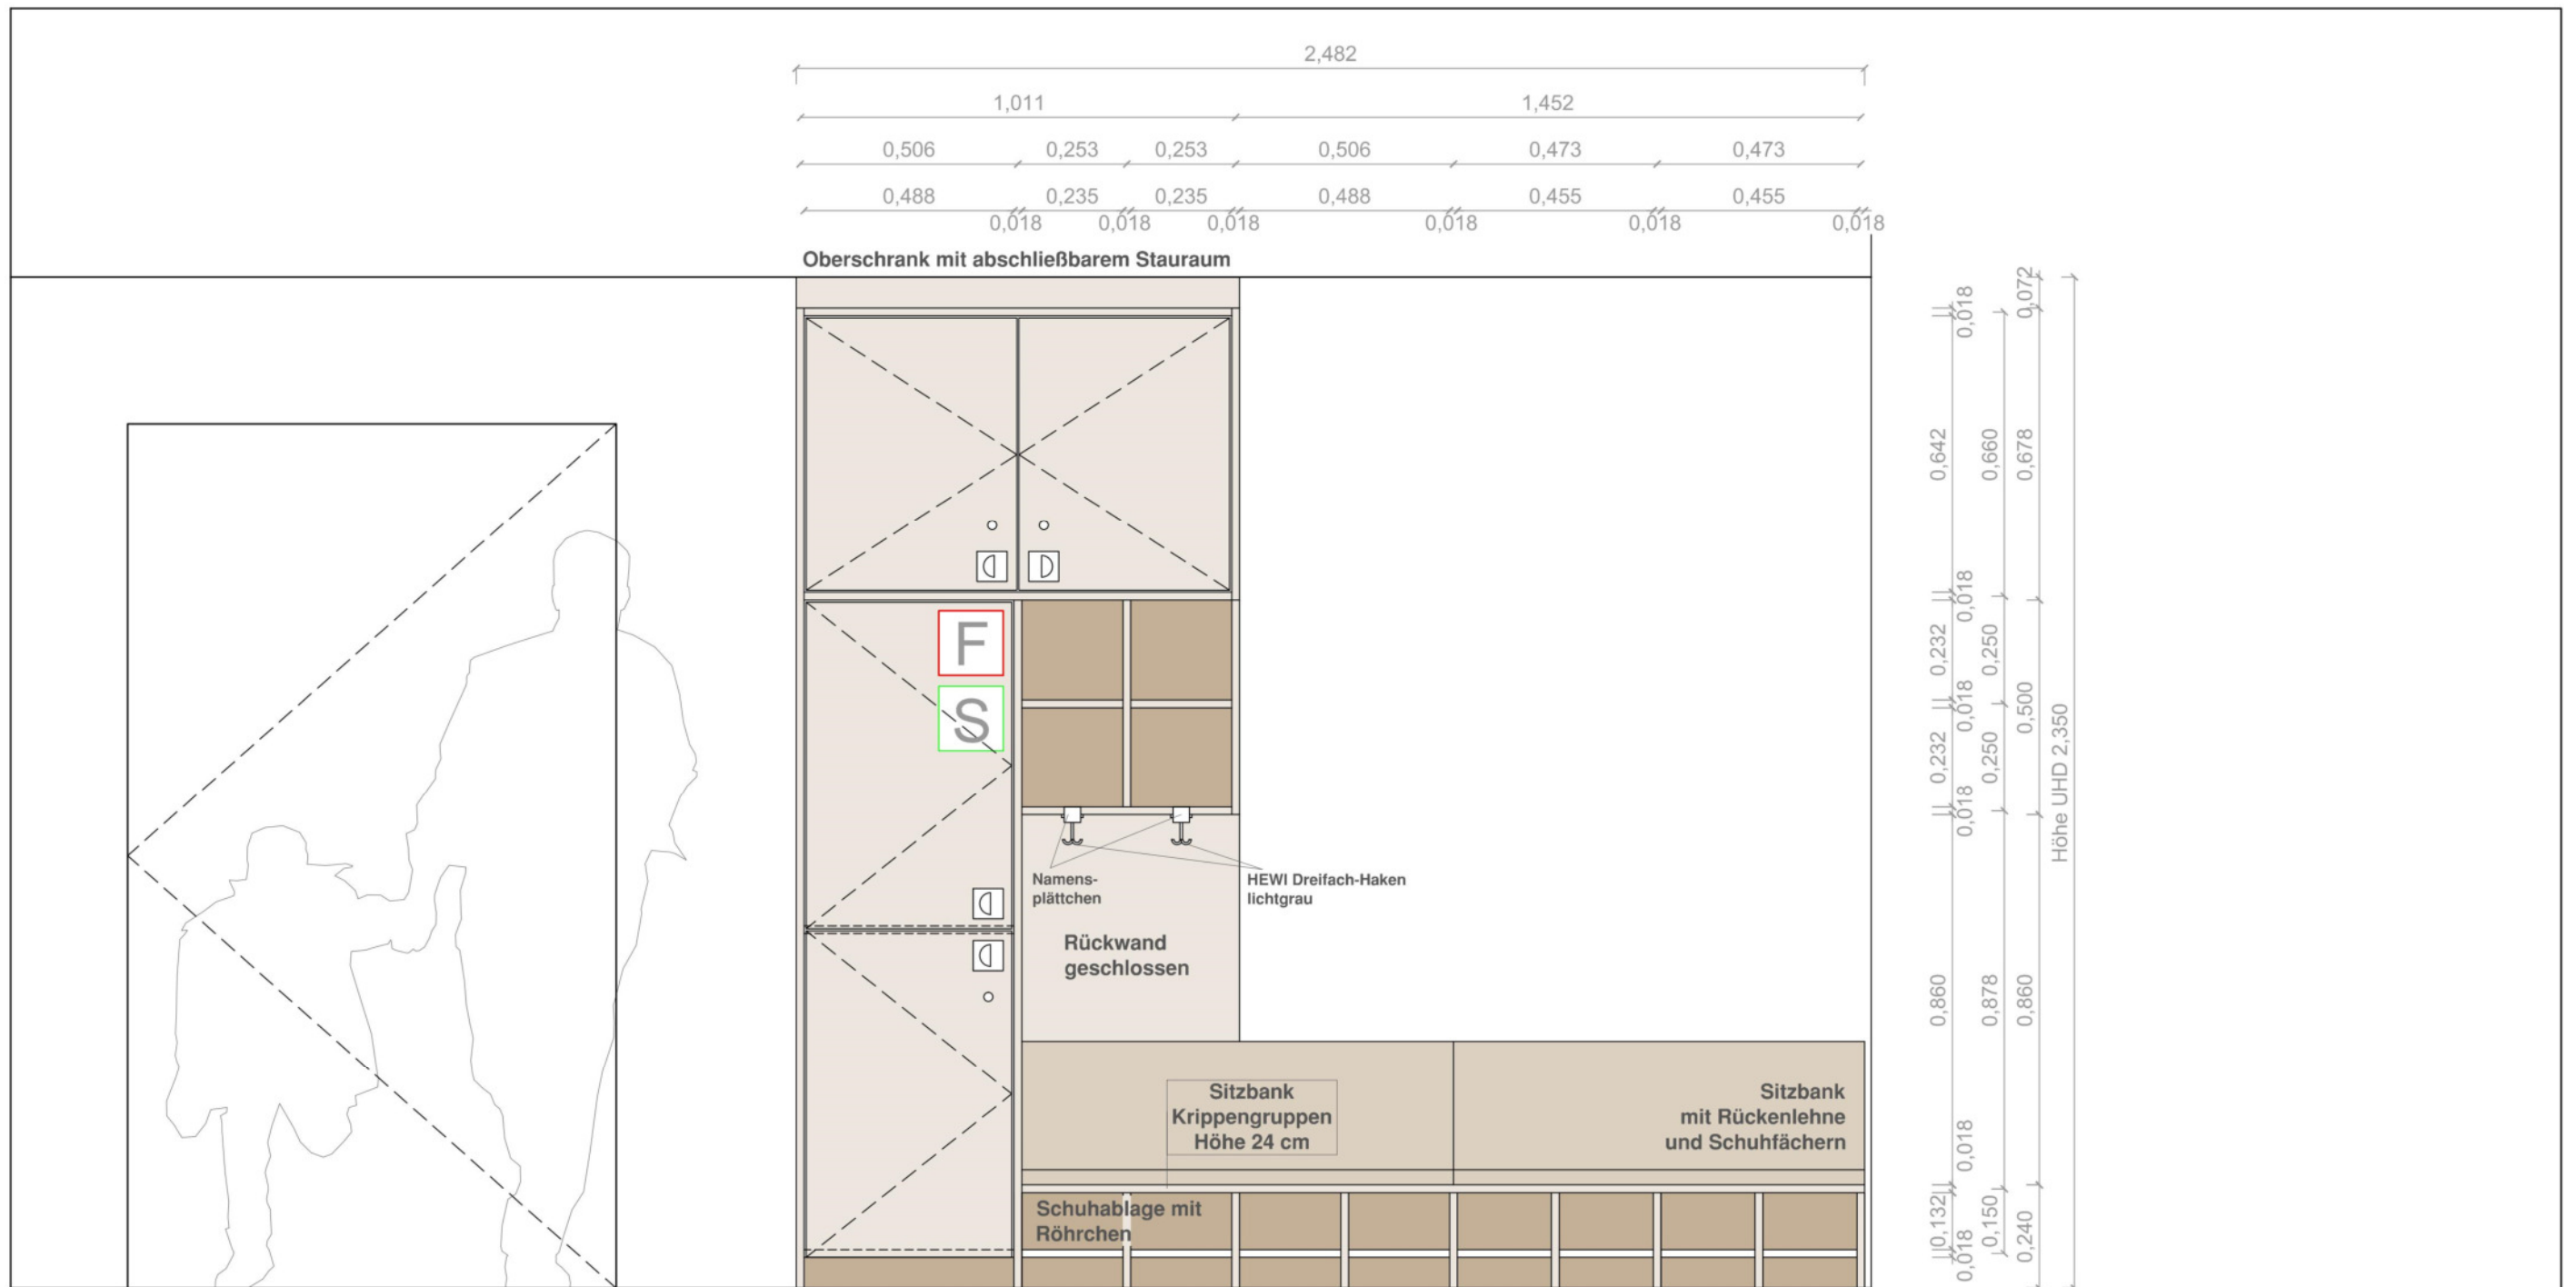 2,482
1,011 1,452
0,506 0,253 0,253 0,506 0,473 0,473
0,488 0,235 0,235 0,488 0,455 0,455
0,018 0,018 0,018 0,018 0,018 0,018
Oberschrank mit abschließbarem Stauraum
0,018 0,072
0,642 0,660 0,678
0,018
F
0,232 0,250
S
0,018 0,500
0,232 0,250
0,018
Höhe UHD 2,350
Namens-
plättchen
HEWI Dreifach-Haken
lichtgrau
Rückwand
geschlossen
0,860 0,878 0,860
Sitzbank
Krippengruppen
Höhe 24 cm
Sitzbank
mit Rückenlehne
und Schuhfächern
0,018
Schuhablage mit
Röhrchen
0,132 0,150 0,240
0,018